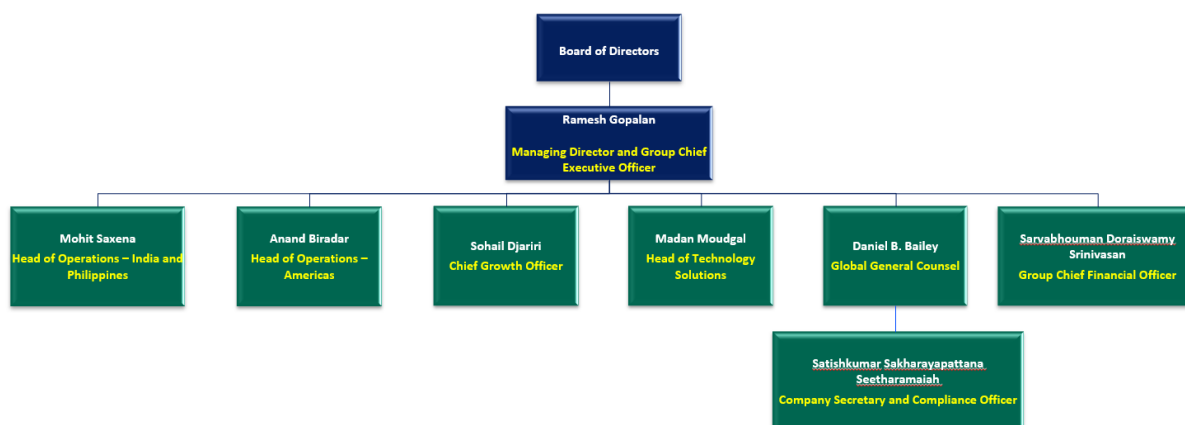 Board of Directors
Ramesh Gopalan
Managing Director and Group Chief
Executive Officer
Mohit Saxena
Head of Operations – India and
Philippines
Anand Biradar
Head of Operations –
Americas
Sohail Djariri
Chief Growth Officer
Madan Moudgal
Head of Technology
Solutions
Daniel B. Bailey
Global General Counsel
Sarvabhouman Doraiswamy
Srinivasan
Group Chief Financial Officer
Satishkumar Sakharayapattana
Seetharamaiah
Company Secretary and Compliance Officer